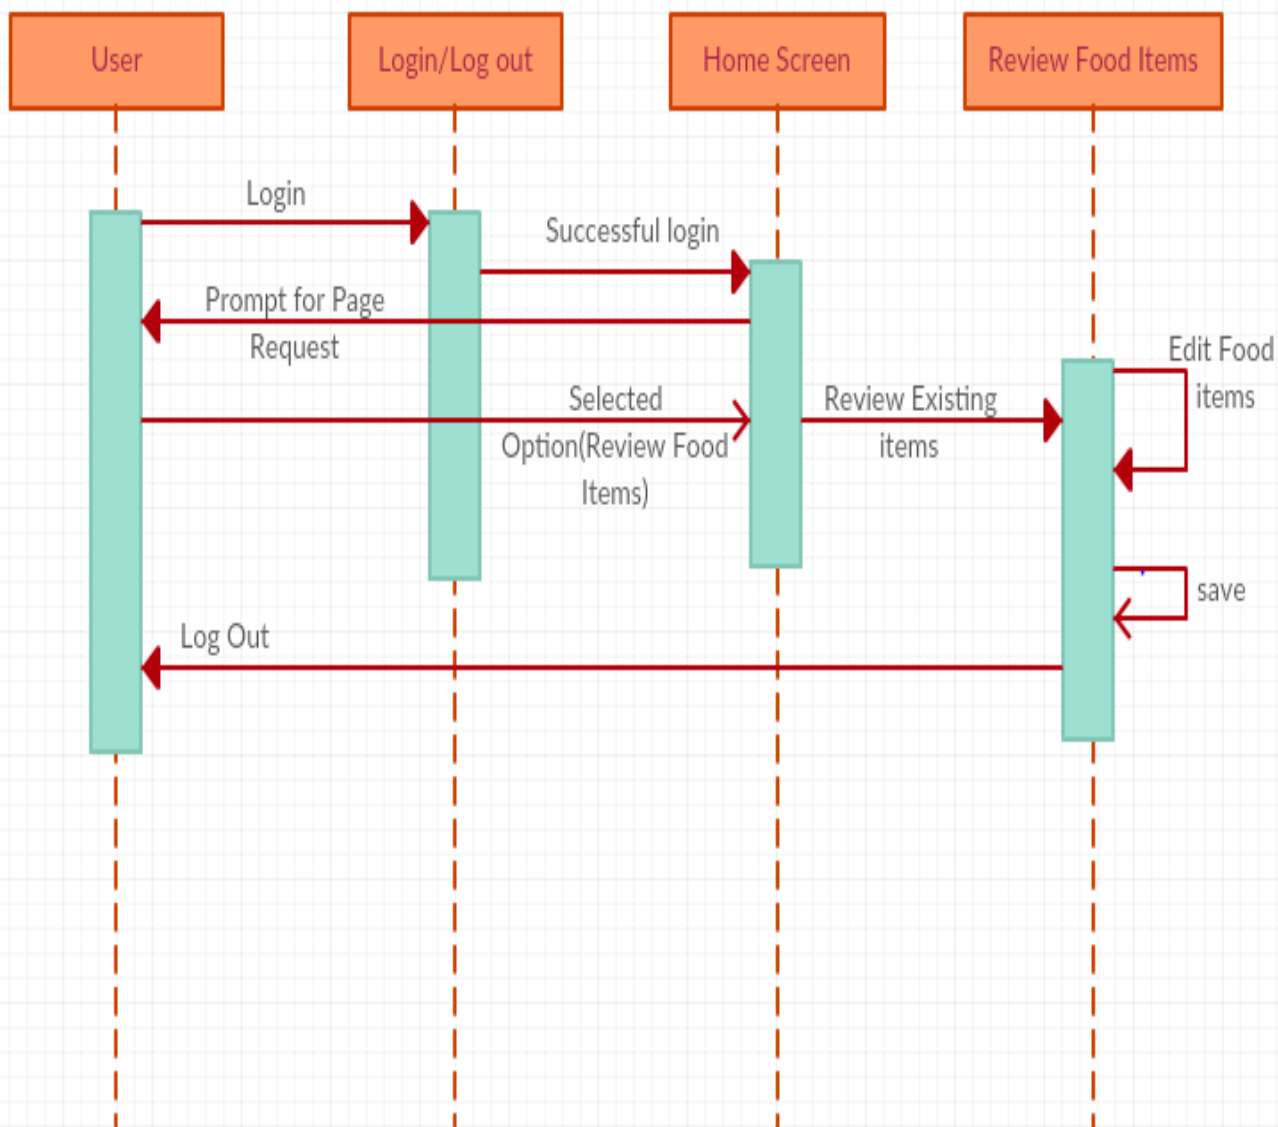 User
Login/Log out
Home Screen
Review Food Items
Login
Successful login
Prompt for Page
Request
Edit Food
items
Selected
Option(Review Food
Items)
Review Existing
items
save
Log Out